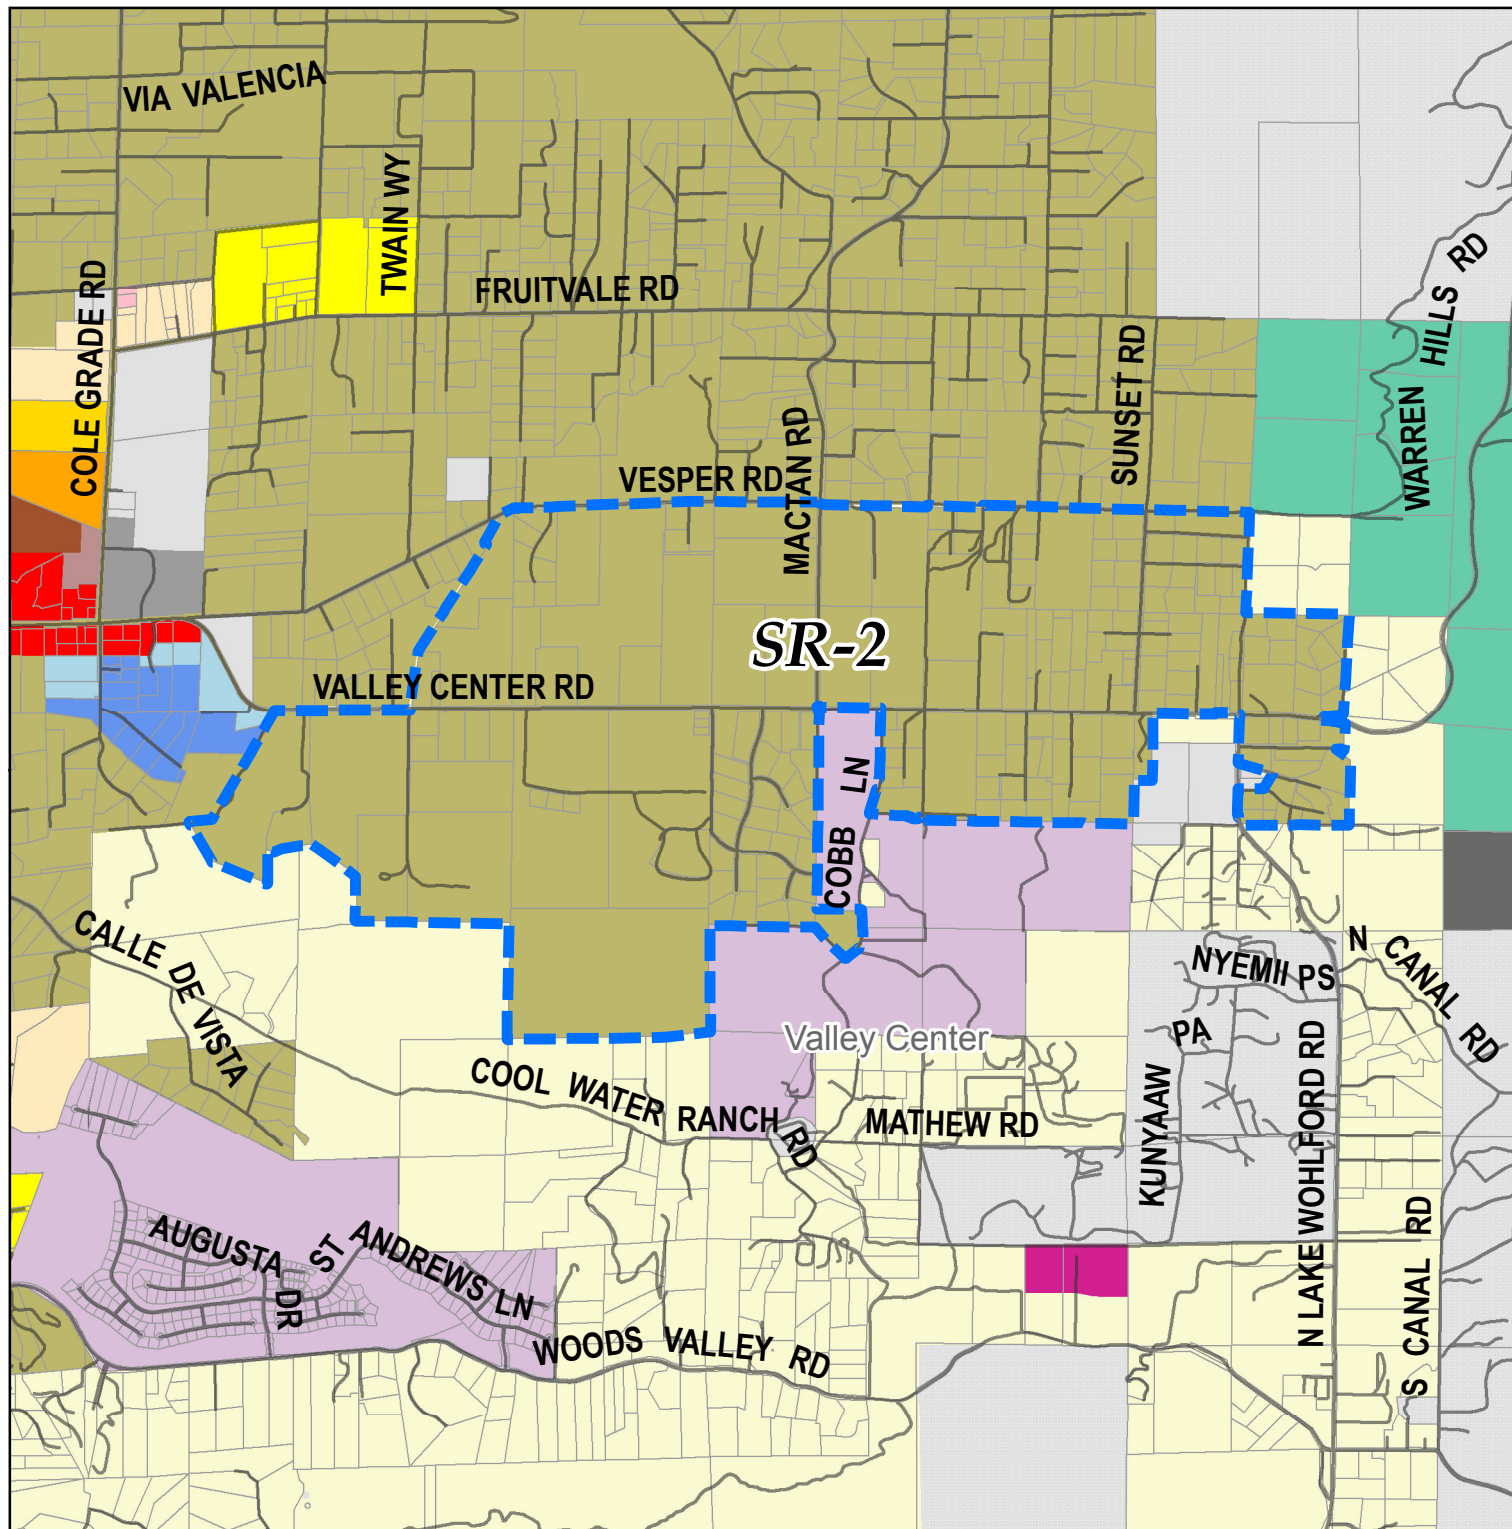 VIA VALENCIA
TWAIN WY
COLE GRADE RD
FRUITVALE RD
WARREN HILLS RD
SUNSET RD
MACTAN RD
VESPER RD
SR-2
VALLEY CENTER RD
COBB LN
CALLE DE VISTA
NYEMII PS
N CANAL RD
PA
Valley Center
COOL WATER RANCH RD
MATHEW RD
KUNYAAW
N LAKE WOHLFORD RD
S CANAL RD
AUGUSTA DR
ST ANDREWS LN
WOODS VALLEY RD